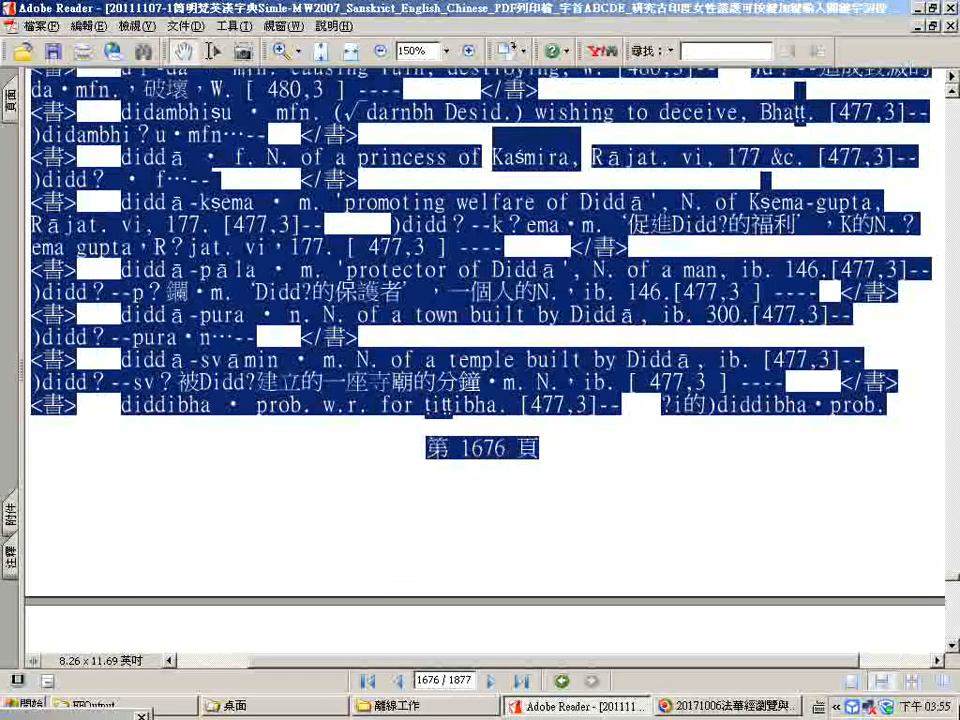 Adobe Reader - [20111107-1簡明梵英漢字典Simle-MW2007_Sanskrict_English_Chinese_PDF列印檔_字首ABCDE_研究古印度女性議題可按鍵
檔案(F) 編輯(E) 檢視(V) 文件(D) 工具(T) 視窗(W) 說明(H)
150% 尋找:
頁面
da·mfn.,破壞,W. [ 480,3 ] ---- </書>
<書> didambhiṣu · mfn. (√darnbh Desid.) wishing to deceive, Bhaṭṭ. [477,3]--
)didambhi?u·mfn…-- </書>
<書> diddā · f. N. of a princess of Kaśmira, Rājat. vi, 177 &c. [477,3]--
)didd? · f…-- </書>
<書> diddā-kṣema · m. 'promoting welfare of Diddā', N. of Kṣema-gupta,
Rājat. vi, 177. [477,3]-- )didd?--k?ema·m.‘促進Didd?的福利’,K的N.?
ema gupta,R?jat. vi,177. [ 477,3 ] ---- </書>
<書> diddā-pāla · m. 'protector of Diddā', N. of a man, ib. 146.[477,3]--
)didd?--p?鑭·m.‘Didd?的保護者’,一個人的N.,ib. 146.[477,3 ] ---- </書>
<書> diddā-pura · n. N. of a town built by Diddā, ib. 300.[477,3]--
)didd?--pura·n…-- </書>
<書> diddā-svāmin · m. N. of a temple built by Diddā, ib. [477,3]--
)didd?--sv?被Didd?建立的一座寺廟的分鐘·m. N.,ib. [ 477,3 ] ---- </書>
<書> diddibha · prob. w.r. for ṭiṭṭibha. [477,3]-- ?i的)diddibha·prob.
第 1676 頁
附件
注釋
8.26 x 11.69 英吋
1676 / 1877
開始 FFOutput 桌面 離線工作 Adobe Reader - [201111... 20171006法華經瀏覽與... 下午 03:55